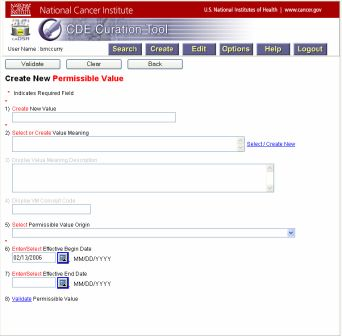 NATIONAL CANCER INSTITUTE
National Cancer Institute
U.S. National Institutes of Health | www.cancer.gov
caDSR
CDE Curation Tool
User Name : bmccurry
Search Create Edit Options Help Logout
Validate Clear Back
Create New Permissible Value
* Indicates Required Field
*
1) Create New Value
*
2) Select or Create Value Meaning
Select / Create New
3) Display Value Meaning Description
4) Display VM Concept Code
5) Select Permissible Value Origin
*
6) Enter/Select Effective Begin Date
02/13/2006 MM/DD/YYYY
7) Enter/Select Effective End Date
MM/DD/YYYY
8) Validate Permissible Value